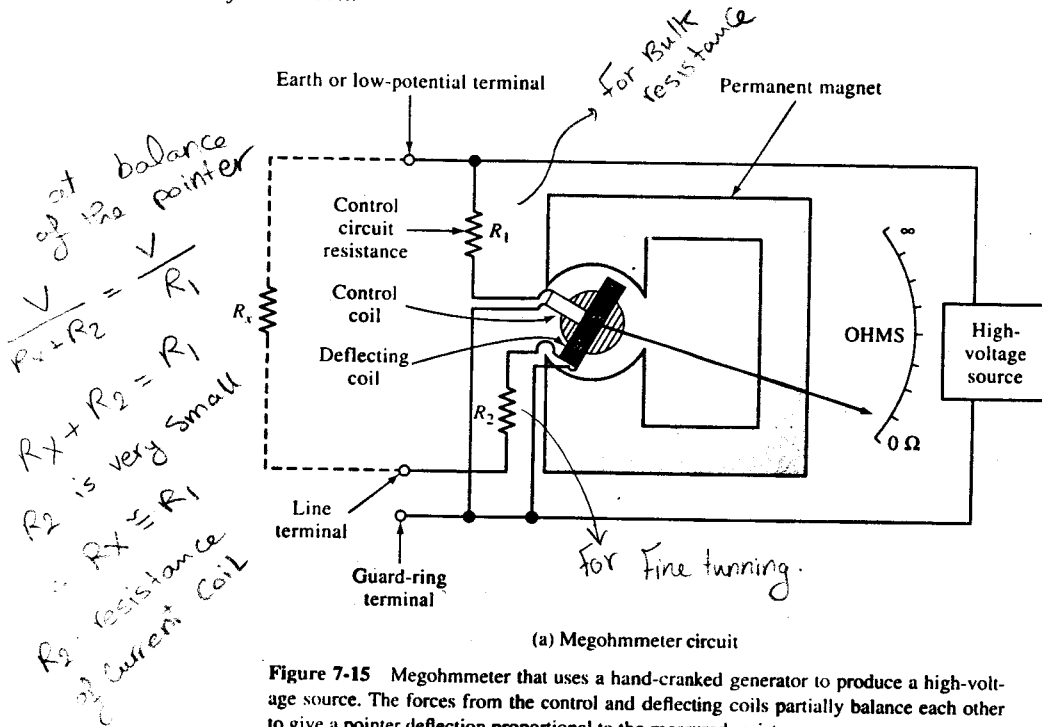 For Bulk
resistance
Earth or low-potential terminal
Permanent magnet
at balance
of the pointer
V/(Rx+R2) = V/R1
Rx + R2 = R1
R2 is very small
∴ Rx ≅ R1
R2: resistance
of current coil
Control
circuit
resistance
R1
Rx
Control
coil
Deflecting
coil
R2
∞
OHMS
0 Ω
High-
voltage
source
Line
terminal
Guard-ring
terminal
For Fine tunning.
(a) Megohmmeter circuit
Figure 7-15 Megohmmeter that uses a hand-cranked generator to produce a high-volt-
age source. The forces from the control and deflecting coils partially balance each other
to give a pointer deflection proportional to the measured